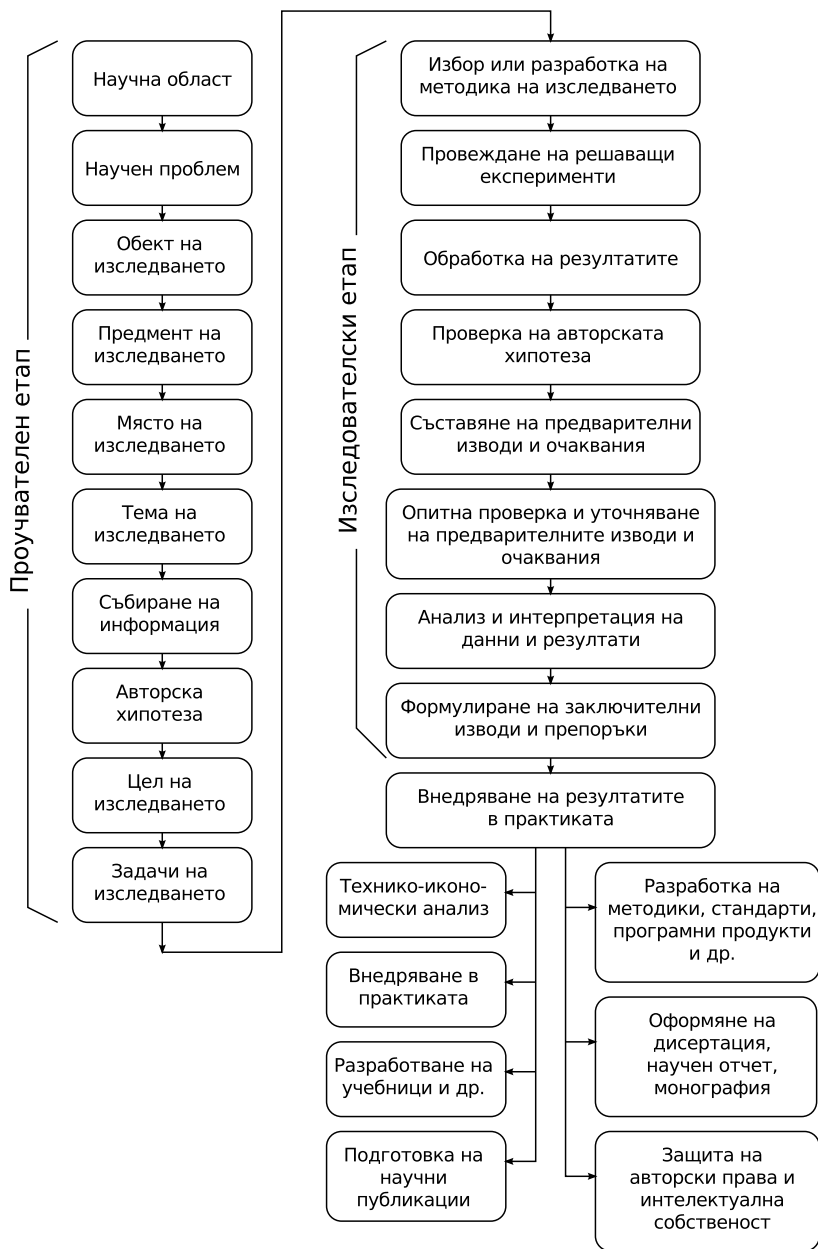 Проучвателен етап
Научна област
Научен проблем
Обект на
изследването
Предмент на
изследването
Място на
изследването
Тема на
изследването
Събиране на
информация
Авторска
хипотеза
Цел на
изследването
Задачи на
изследването
Изследователски етап
Избор или разработка на
методика на изследването
Провеждане на решаващи
експерименти
Обработка на резултатите
Проверка на авторската
хипотеза
Съставяне на предварителни
изводи и очаквания
Опитна проверка и уточняване
на предварителните изводи и
очаквания
Анализ и интерпретация на
данни и резултати
Формулиране на заключителни
изводи и препоръки
Внедряване на резултатите
в практиката
Технико-иконо-
мически анализ
Внедряване в
практиката
Разработване на
учебници и др.
Подготовка на
научни
публикации
Разработка на
методики, стандарти,
програмни продукти
и др.
Оформяне на
дисертация,
научен отчет,
монография
Защита на
авторски права и
интелектуална
собственост